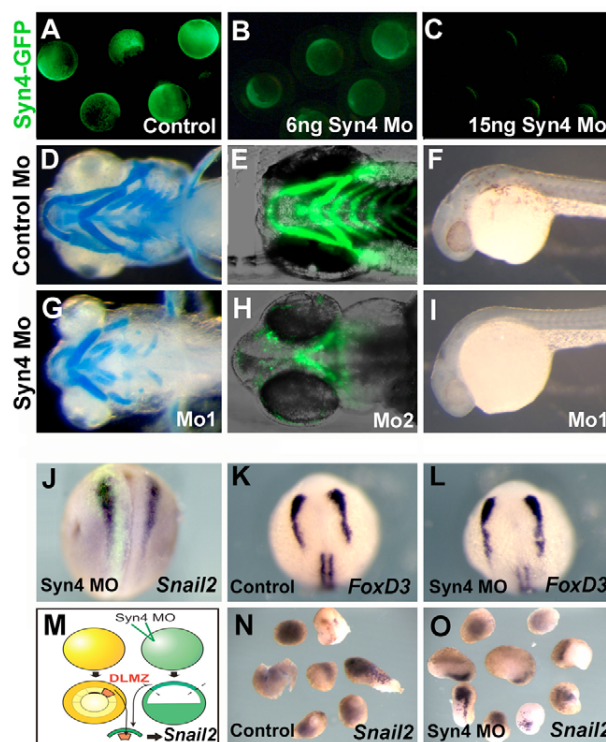 Syn4-GFP
A
Control
B
6ng Syn4 Mo
C
15ng Syn4 Mo
Control Mo
D
E
F
Syn4 Mo
G
Mo1
H
Mo2
I
Mo1
J
Syn4 MO Snail2
K
Control FoxD3
L
Syn4 MO FoxD3
M
Syn4 MO
DLMZ
Snail2
N
Control Snail2
O
Syn4 MO Snail2